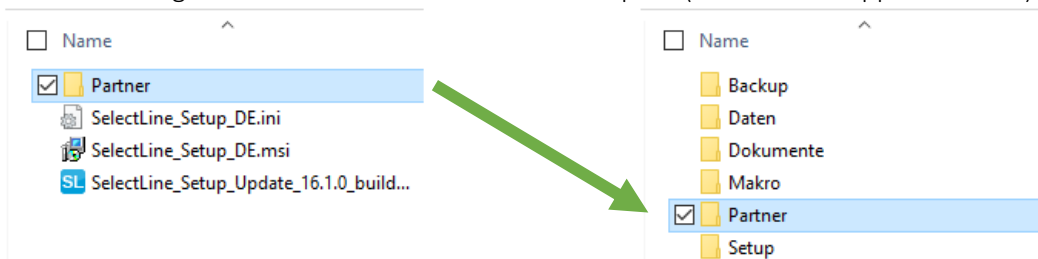 Name
Partner
SelectLine_Setup_DE.ini
SelectLine_Setup_DE.msi
SL SelectLine_Setup_Update_16.1.0_build...
Name
Backup
Daten
Dokumente
Makro
Partner
Setup